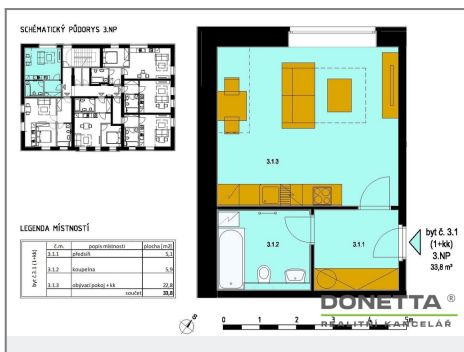 SCHÉMATICKÝ PŮDORYS 3.NP
3.1.3
3.1.2
3.1.1
byt č. 3.1
(1+kk)
3.NP
33,8 m²
LEGENDA MÍSTNOSTÍ
byt č.3.1 (1+kk)
č.m. popis místnosti plocha [m2]
3.1.1 předsíň 5,1
3.1.2 koupelna 5,9
3.1.3 obývací pokoj + kk 22,8
součet 33,8
S
0 1 2 3 4 5m
DONETTA ®
REALITNÍ KANCELÁŘ